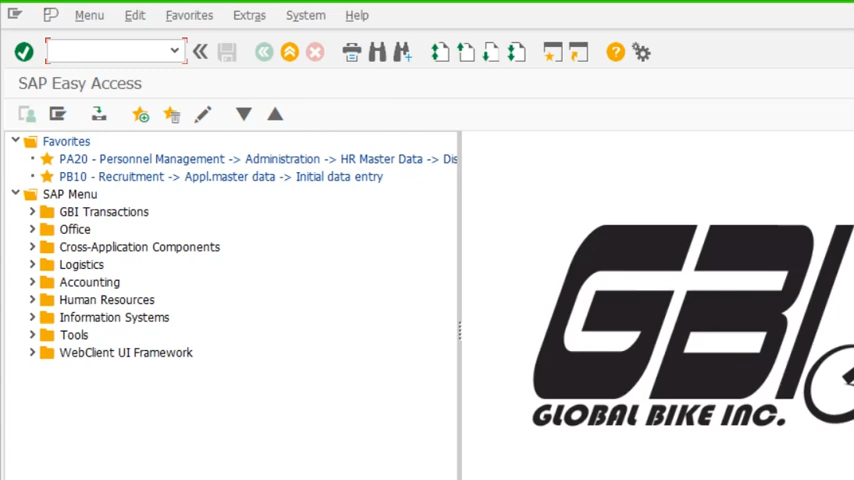 Menu Edit Favorites Extras System Help
SAP Easy Access
Favorites
PA20 - Personnel Management -> Administration -> HR Master Data -> Dis
PB10 - Recruitment -> Appl.master data -> Initial data entry
SAP Menu
GBI Transactions
Office
Cross-Application Components
Logistics
Accounting
Human Resources
Information Systems
Tools
WebClient UI Framework
GBI
GLOBAL BIKE INC.